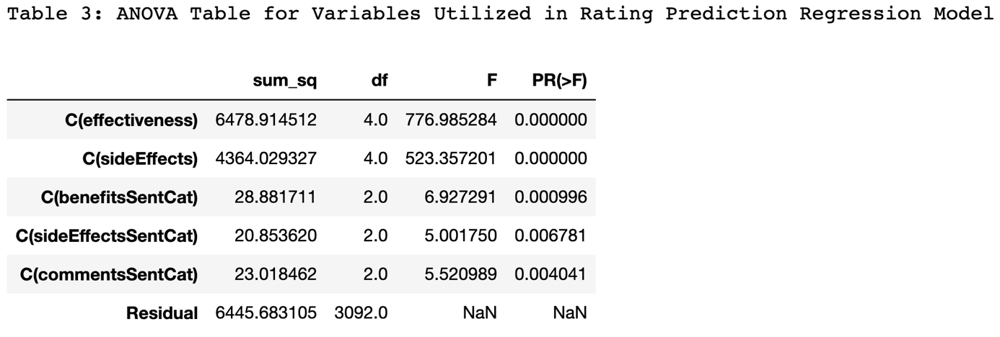 Table 3: ANOVA Table for Variables Utilized in Rating Prediction Regression Model
sum_sq df F PR(>F)
C(effectiveness) 6478.914512 4.0 776.985284 0.000000
C(sideEffects) 4364.029327 4.0 523.357201 0.000000
C(benefitsSentCat) 28.881711 2.0 6.927291 0.000996
C(sideEffectsSentCat) 20.853620 2.0 5.001750 0.006781
C(commentsSentCat) 23.018462 2.0 5.520989 0.004041
Residual 6445.683105 3092.0 NaN NaN